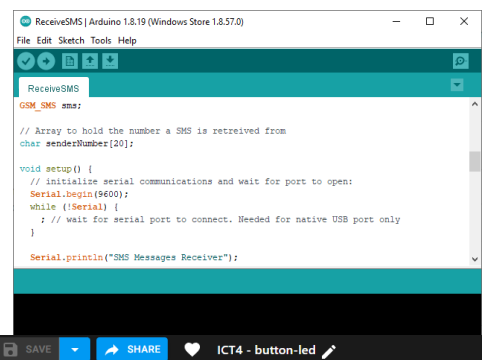 ReceiveSMS | Arduino 1.8.19 (Windows Store 1.8.57.0)
File Edit Sketch Tools Help
ReceiveSMS
GSM_SMS sms;
// Array to hold the number a SMS is retreived from
char senderNumber[20];
void setup() {
// initialize serial communications and wait for port to open:
Serial.begin(9600);
while (!Serial) {
; // wait for serial port to connect. Needed for native USB port only
}
Serial.println("SMS Messages Receiver");
SAVE SHARE ICT4 - button-led